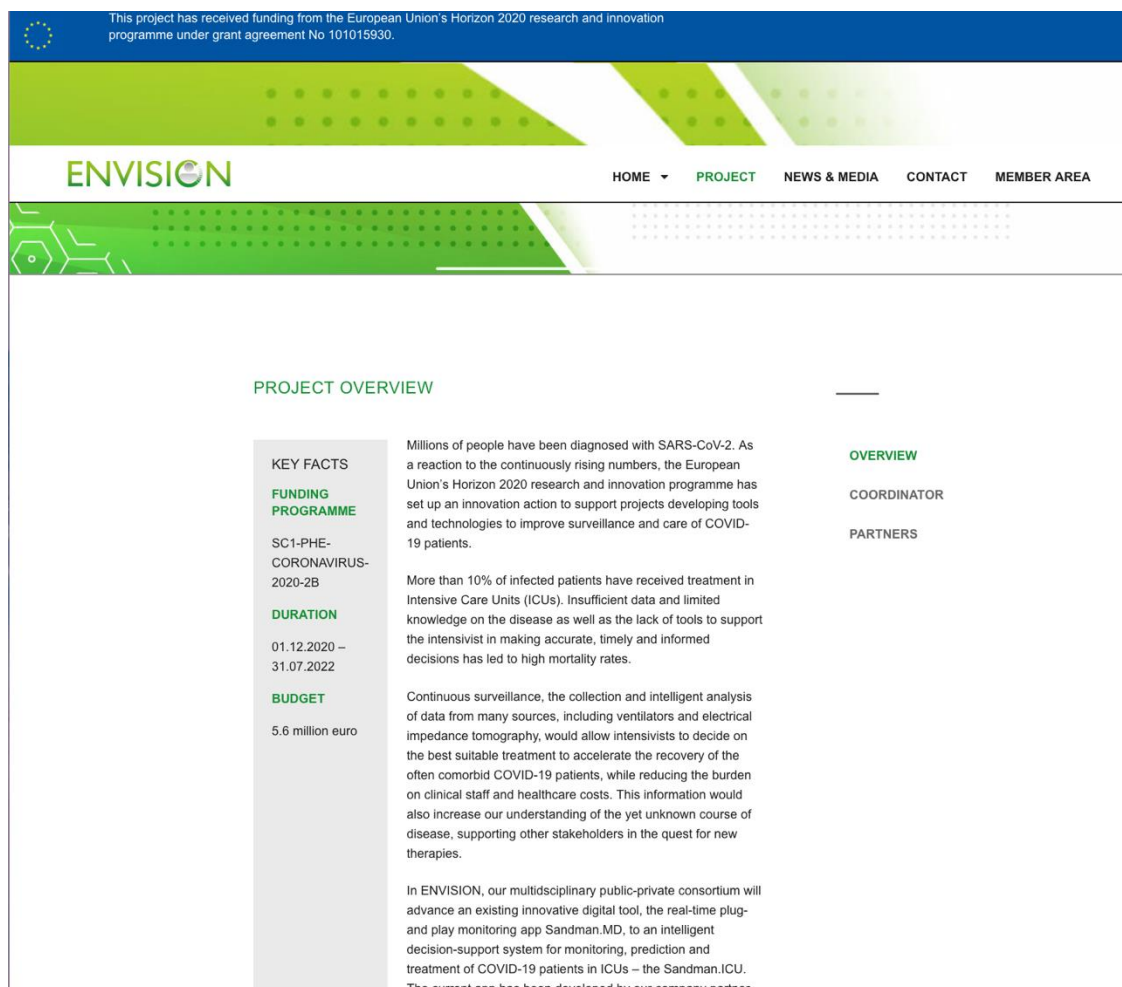 This project has received funding from the European Union's Horizon 2020 research and innovation
programme under grant agreement No 101015930.
ENVISION
HOME
PROJECT
NEWS & MEDIA
CONTACT
MEMBER AREA
PROJECT OVERVIEW
KEY FACTS
FUNDING
PROGRAMME
SC1-PHE-
CORONAVIRUS-
2020-2B
DURATION
01.12.2020 –
31.07.2022
BUDGET
5.6 million euro
Millions of people have been diagnosed with SARS-CoV-2. As
a reaction to the continuously rising numbers, the European
Union's Horizon 2020 research and innovation programme has
set up an innovation action to support projects developing tools
and technologies to improve surveillance and care of COVID-
19 patients.
More than 10% of infected patients have received treatment in
Intensive Care Units (ICUs). Insufficient data and limited
knowledge on the disease as well as the lack of tools to support
the intensivist in making accurate, timely and informed
decisions has led to high mortality rates.
Continuous surveillance, the collection and intelligent analysis
of data from many sources, including ventilators and electrical
impedance tomography, would allow intensivists to decide on
the best suitable treatment to accelerate the recovery of the
often comorbid COVID-19 patients, while reducing the burden
on clinical staff and healthcare costs. This information would
also increase our understanding of the yet unknown course of
disease, supporting other stakeholders in the quest for new
therapies.
In ENVISION, our multidsciplinary public-private consortium will
advance an existing innovative digital tool, the real-time plug-
and play monitoring app Sandman.MD, to an intelligent
decision-support system for monitoring, prediction and
treatment of COVID-19 patients in ICUs – the Sandman.ICU.
The current app has been developed by our company partner
OVERVIEW
COORDINATOR
PARTNERS